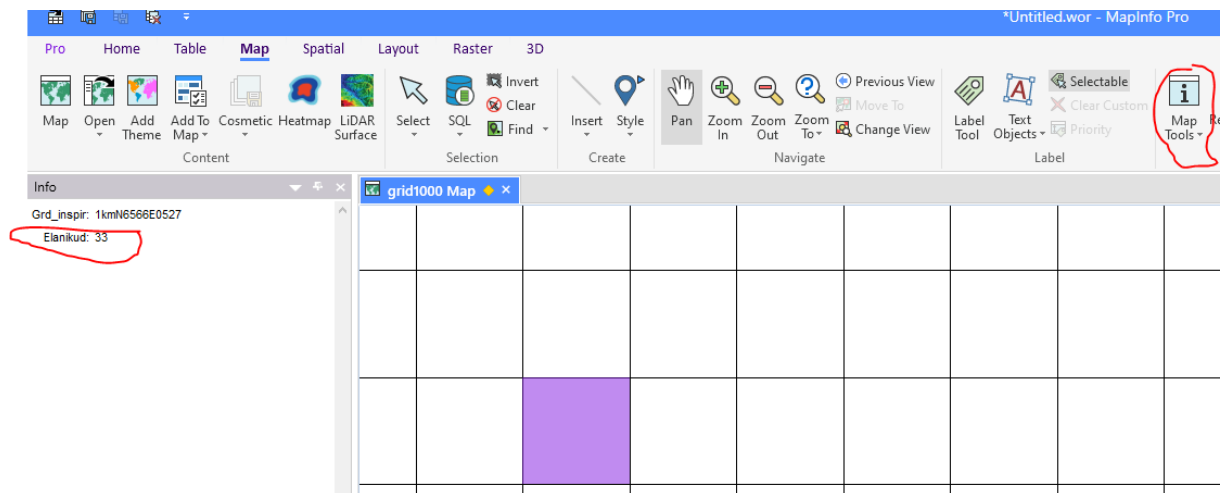 *Untitled.wor - MapInfo Pro
Pro Home Table Map Spatial Layout Raster 3D
Map
Open
Add Theme
Add To Map
Cosmetic
Heatmap
LiDAR Surface
Content
Select
SQL
Invert
Clear
Find
Selection
Insert
Style
Create
Pan
Zoom In
Zoom Out
Zoom To
Previous View
Move To
Change View
Navigate
Label Tool
Text Objects
Selectable
Clear Custom
Priority
Label
Map Tools
Info
grid1000 Map
Grd_inspir: 1kmN6566E0527
Elanikud: 33